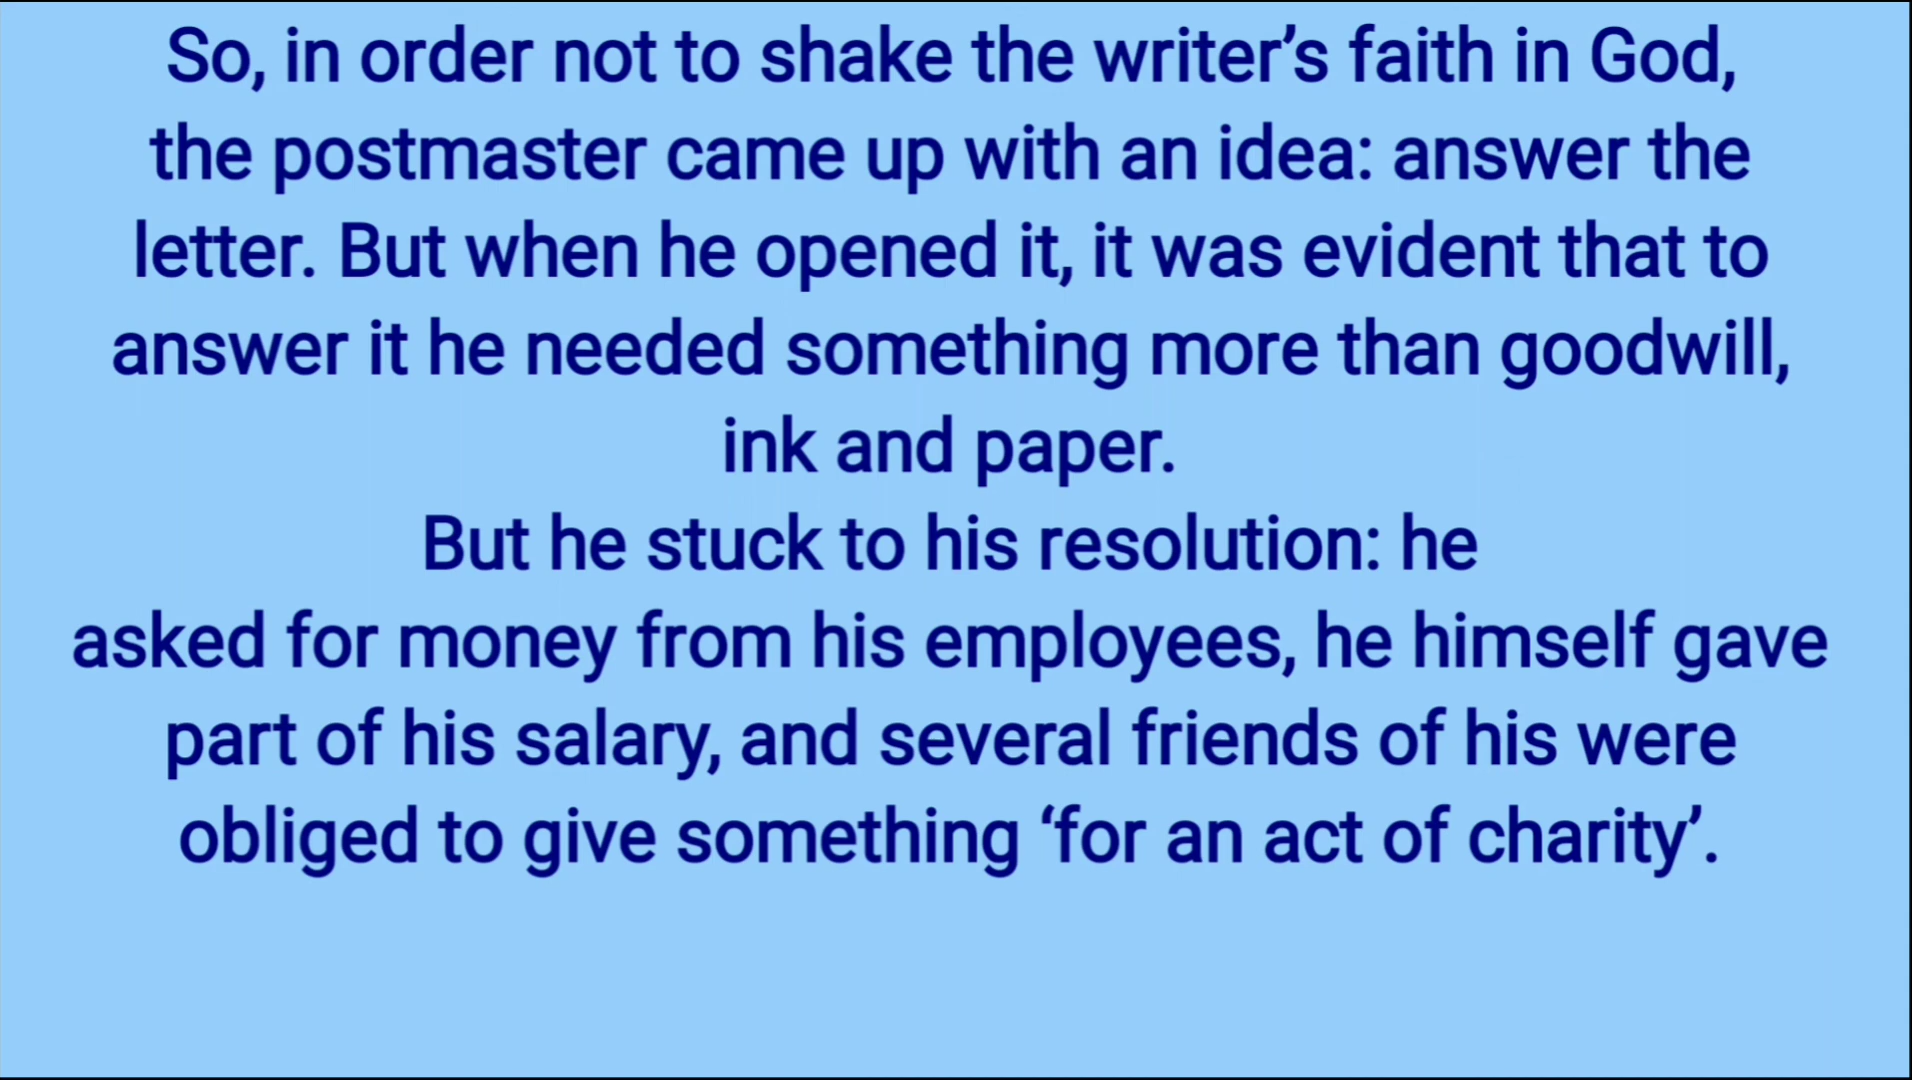 So, in order not to shake the writer’s faith in God,
the postmaster came up with an idea: answer the
letter. But when he opened it, it was evident that to
answer it he needed something more than goodwill,
ink and paper.
But he stuck to his resolution: he
asked for money from his employees, he himself gave
part of his salary, and several friends of his were
obliged to give something ‘for an act of charity’.